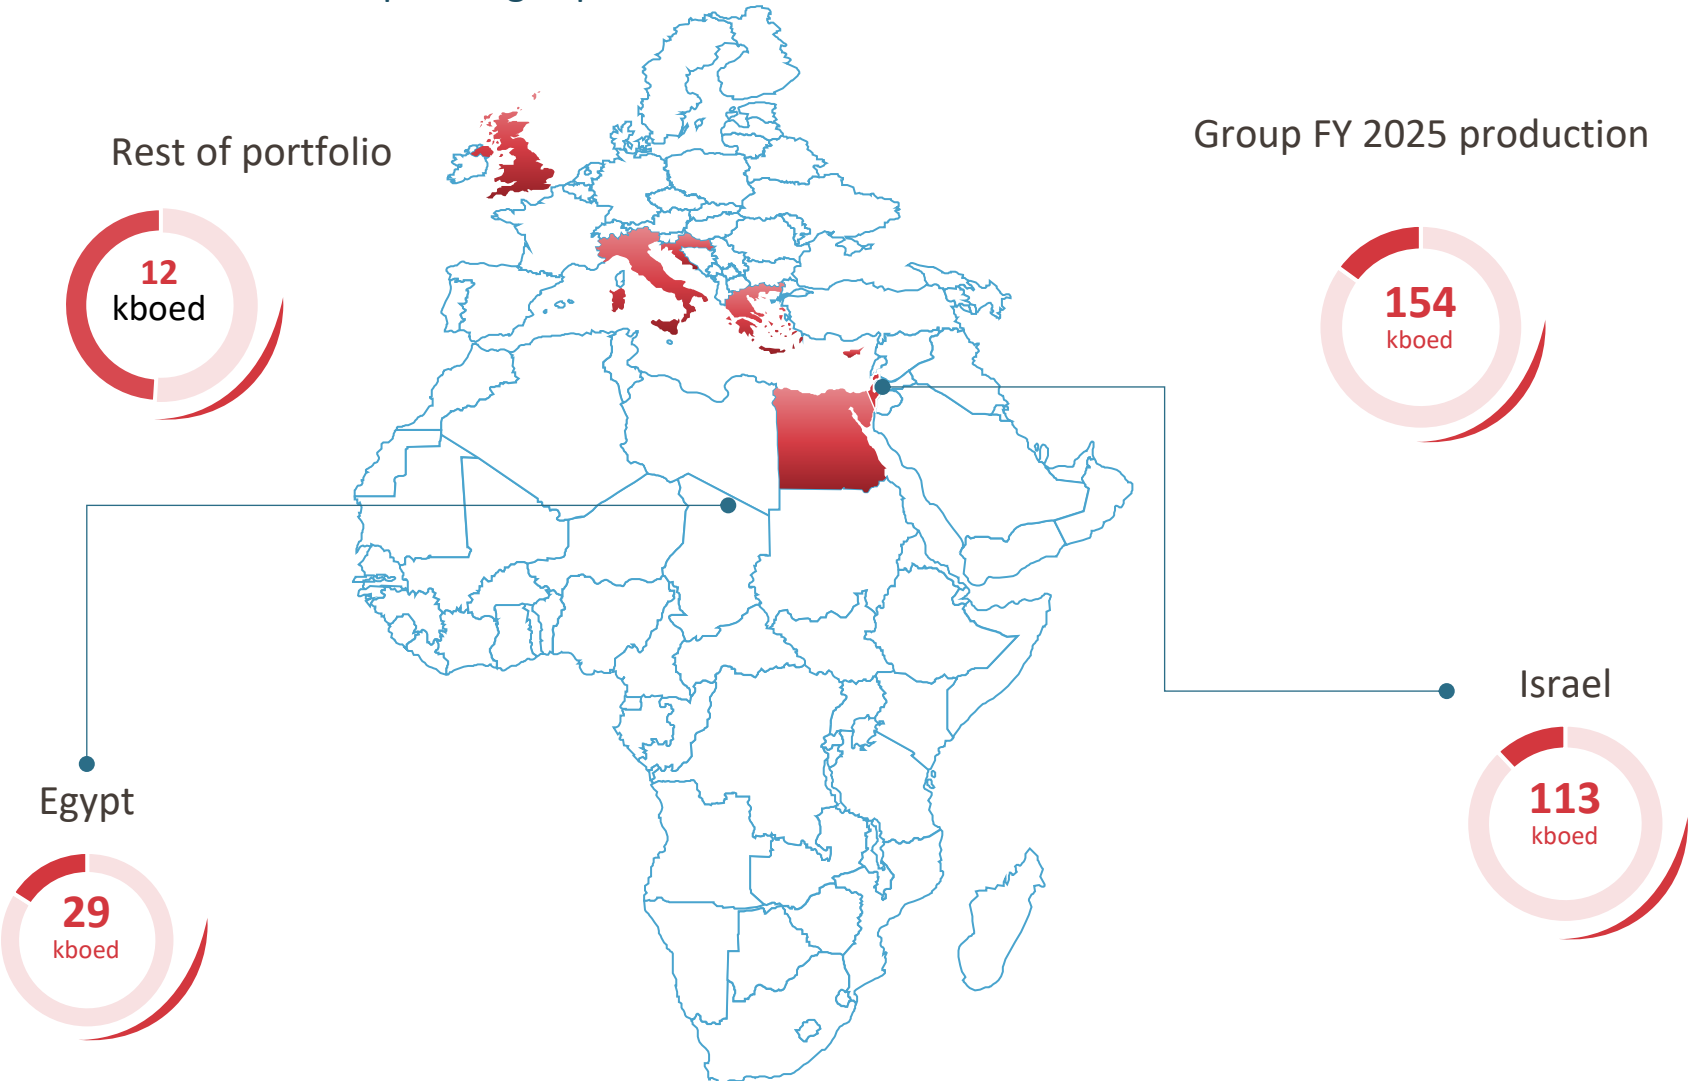 Rest of portfolio
12
kboed
Group FY 2025 production
154
kboed
Israel
113
kboed
Egypt
29
kboed